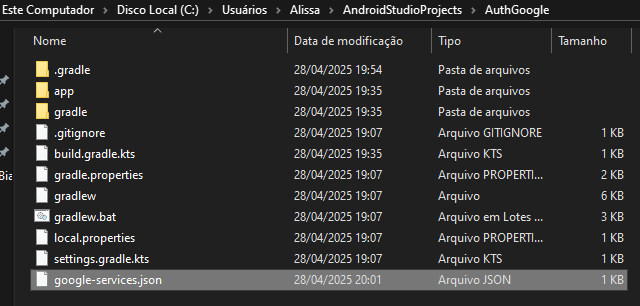 Este Computador > Disco Local (C:) > Usuários > Alissa > AndroidStudioProjects > AuthGoogle
Nome Data de modificação Tipo Tamanho
.gradle 28/04/2025 19:54 Pasta de arquivos
app 28/04/2025 19:35 Pasta de arquivos
gradle 28/04/2025 19:07 Pasta de arquivos
.gitignore 28/04/2025 19:07 Arquivo GITIGNORE 1 KB
build.gradle.kts 28/04/2025 19:35 Arquivo KTS 1 KB
gradle.properties 28/04/2025 19:07 Arquivo PROPERTI... 2 KB
gradlew 28/04/2025 19:07 Arquivo 6 KB
gradlew.bat 28/04/2025 19:07 Arquivo em Lotes ... 3 KB
local.properties 28/04/2025 19:07 Arquivo PROPERTI... 1 KB
settings.gradle.kts 28/04/2025 19:07 Arquivo KTS 1 KB
google-services.json 28/04/2025 20:01 Arquivo JSON 1 KB